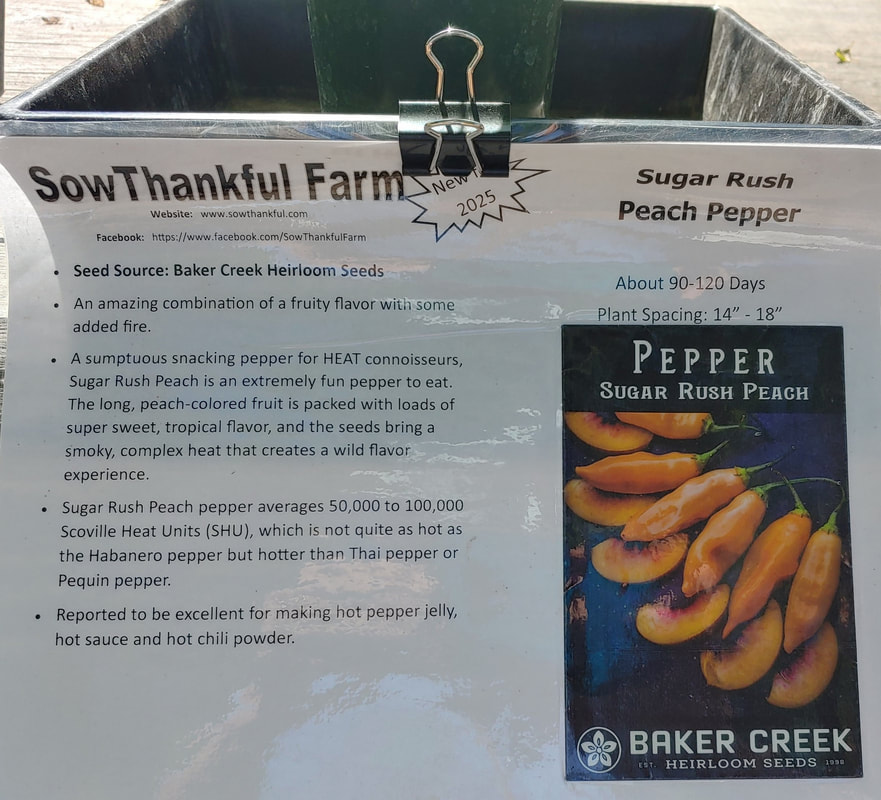 SowThankful Farm
Website: www.sowthankful.com
Facebook: https://www.facebook.com/SowThankfulFarm
New
2025
Sugar Rush
Peach Pepper
• Seed Source: Baker Creek Heirloom Seeds
• An amazing combination of a fruity flavor with some
added fire.
• A sumptuous snacking pepper for HEAT connoisseurs,
Sugar Rush Peach is an extremely fun pepper to eat.
The long, peach-colored fruit is packed with loads of
super sweet, tropical flavor, and the seeds bring a
smoky, complex heat that creates a wild flavor
experience.
• Sugar Rush Peach pepper averages 50,000 to 100,000
Scoville Heat Units (SHU), which is not quite as hot as
the Habanero pepper but hotter than Thai pepper or
Pequin pepper.
• Reported to be excellent for making hot pepper jelly,
hot sauce and hot chili powder.
About 90-120 Days
Plant Spacing: 14” - 18”
PEPPER
SUGAR RUSH PEACH
BAKER CREEK
EST. HEIRLOOM SEEDS 1998